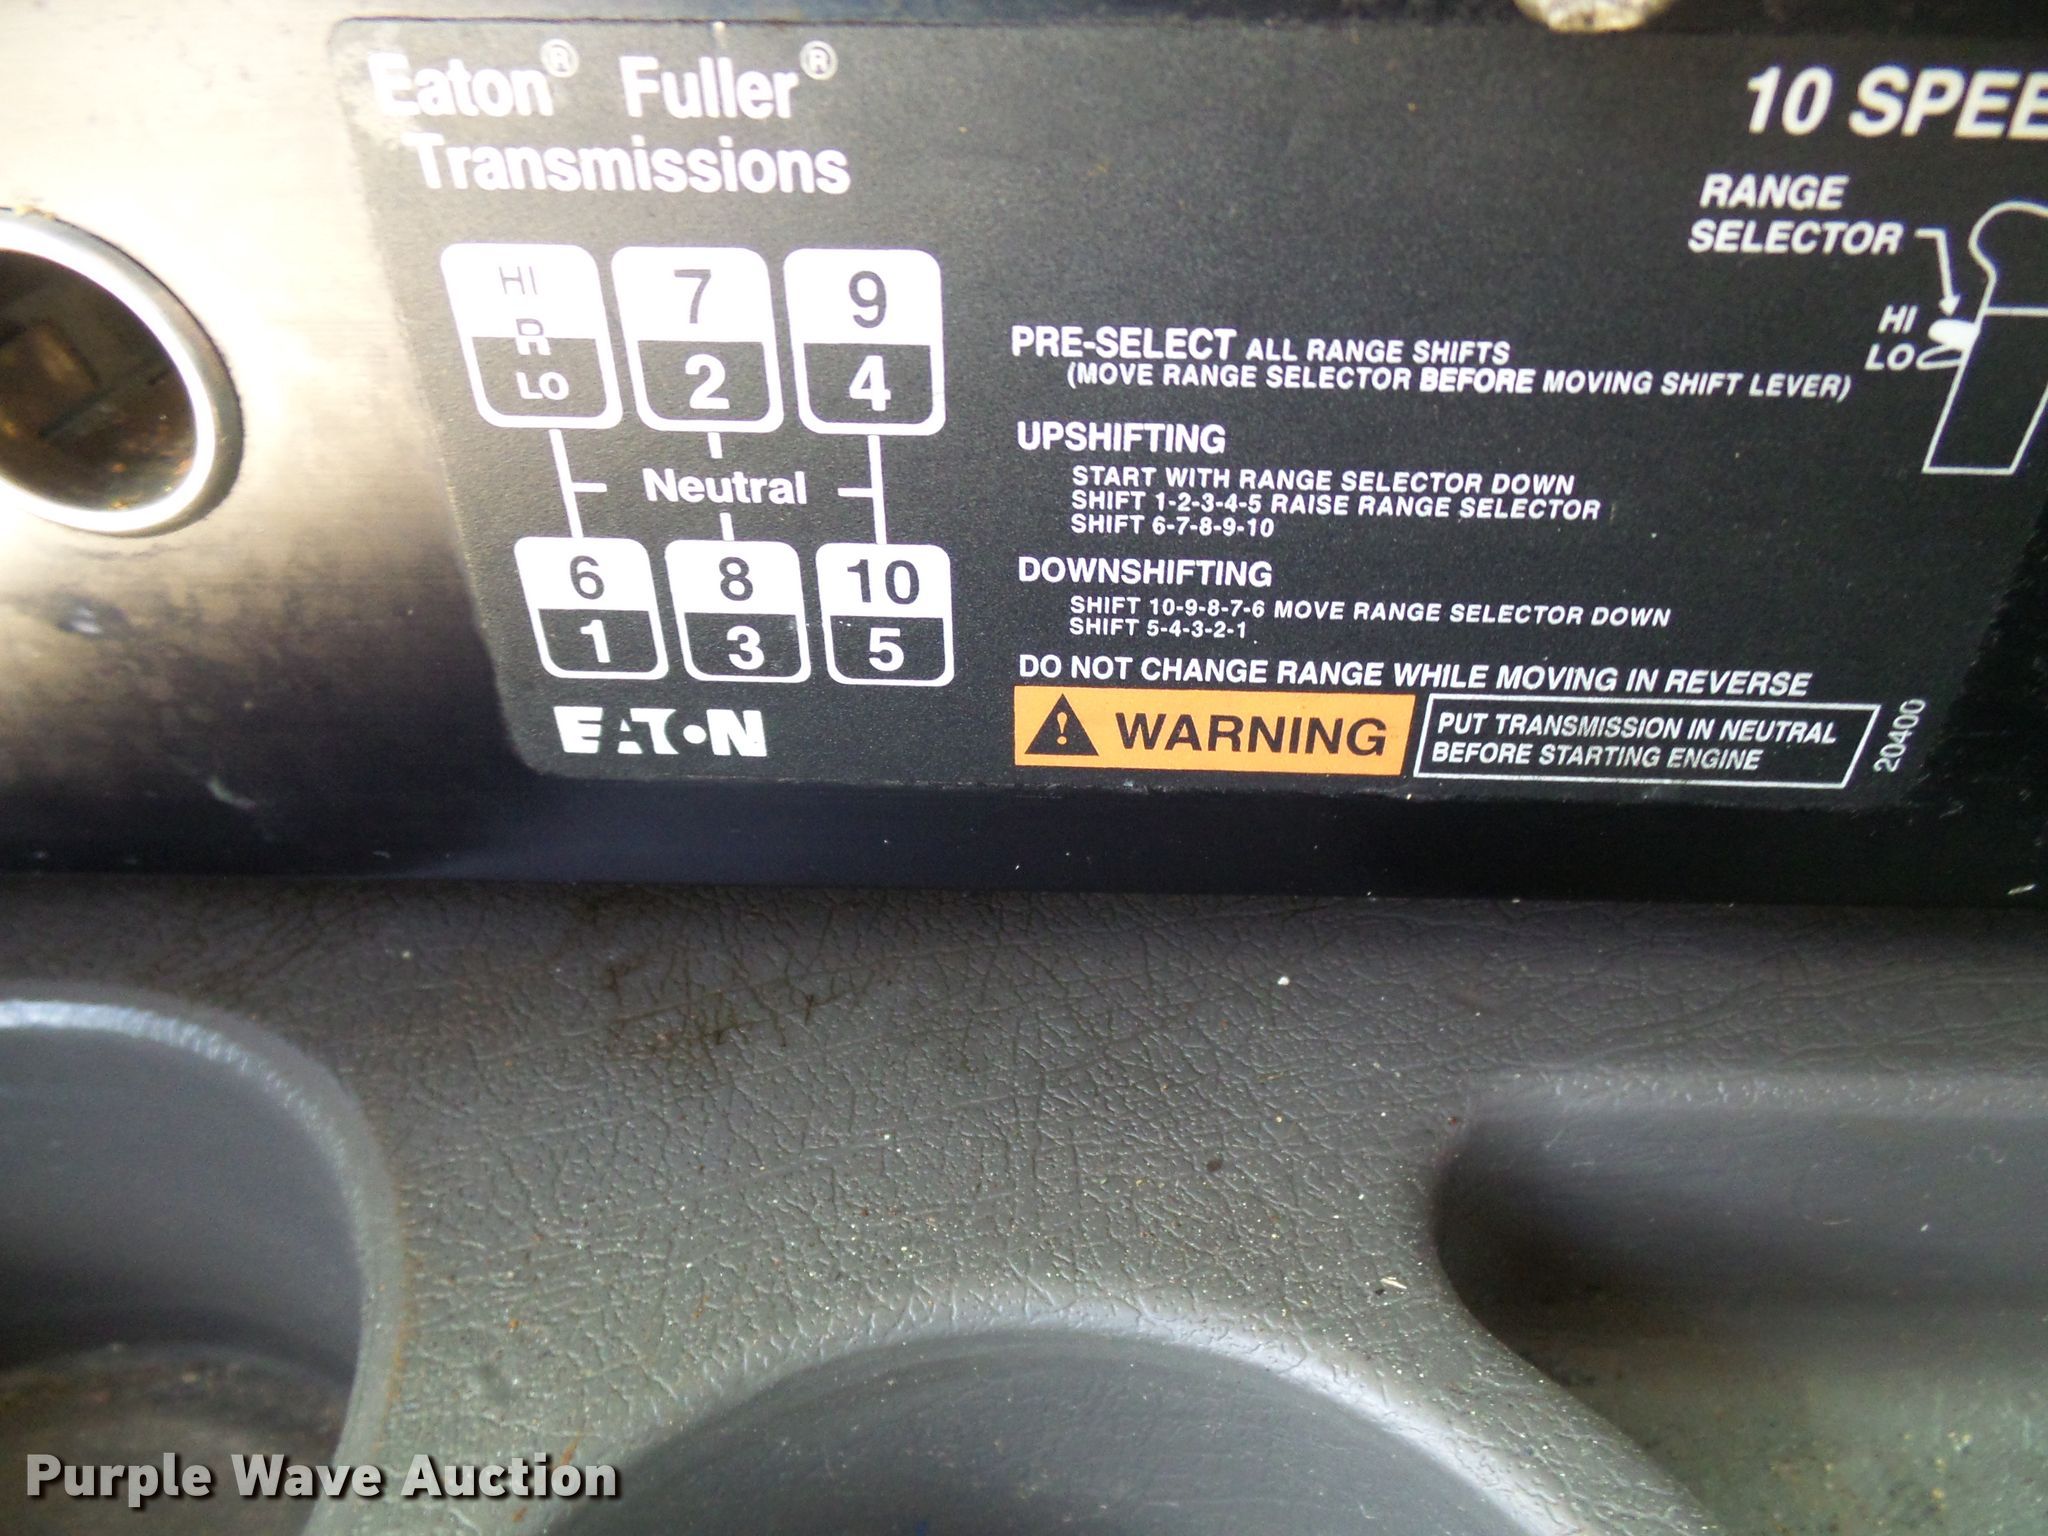 Eaton® Fuller®
Transmissions
HI
R
LO
7
2
9
4
Neutral
6
1
8
3
10
5
EATON
10 SPEE
RANGE
SELECTOR
HI
LO
PRE-SELECT ALL RANGE SHIFTS
(MOVE RANGE SELECTOR BEFORE MOVING SHIFT LEVER)
UPSHIFTING
START WITH RANGE SELECTOR DOWN
SHIFT 1-2-3-4-5 RAISE RANGE SELECTOR
SHIFT 6-7-8-9-10
DOWNSHIFTING
SHIFT 10-9-8-7-6 MOVE RANGE SELECTOR DOWN
SHIFT 5-4-3-2-1
DO NOT CHANGE RANGE WHILE MOVING IN REVERSE
WARNING
PUT TRANSMISSION IN NEUTRAL
BEFORE STARTING ENGINE
20400
Purple Wave Auction